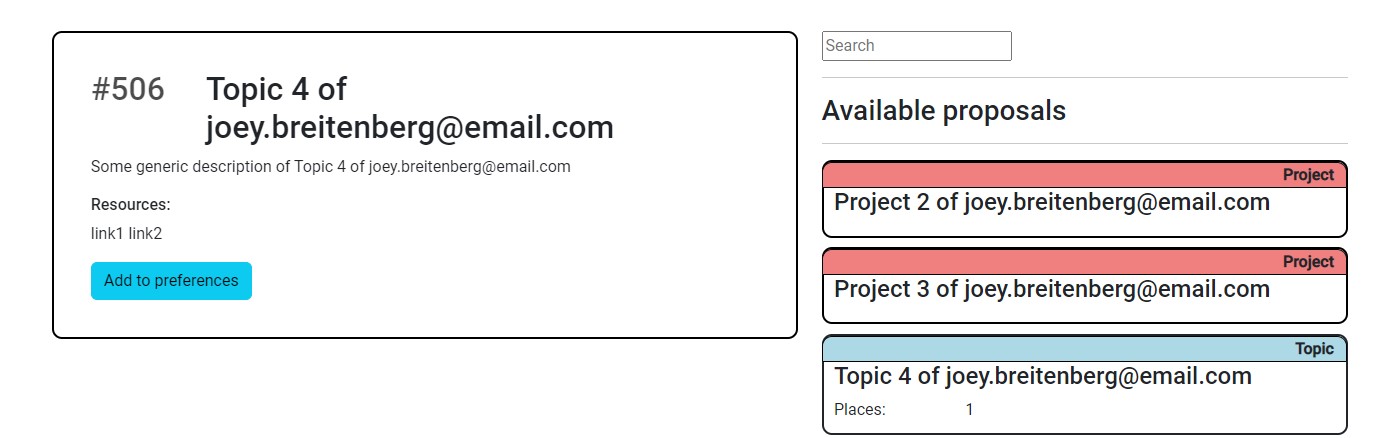 #506 Topic 4 of
joey.breitenberg@email.com
Some generic description of Topic 4 of joey.breitenberg@email.com
Resources:
link1 link2
Add to preferences
Search
Available proposals
Project
Project 2 of joey.breitenberg@email.com
Project
Project 3 of joey.breitenberg@email.com
Topic
Topic 4 of joey.breitenberg@email.com
Places: 1